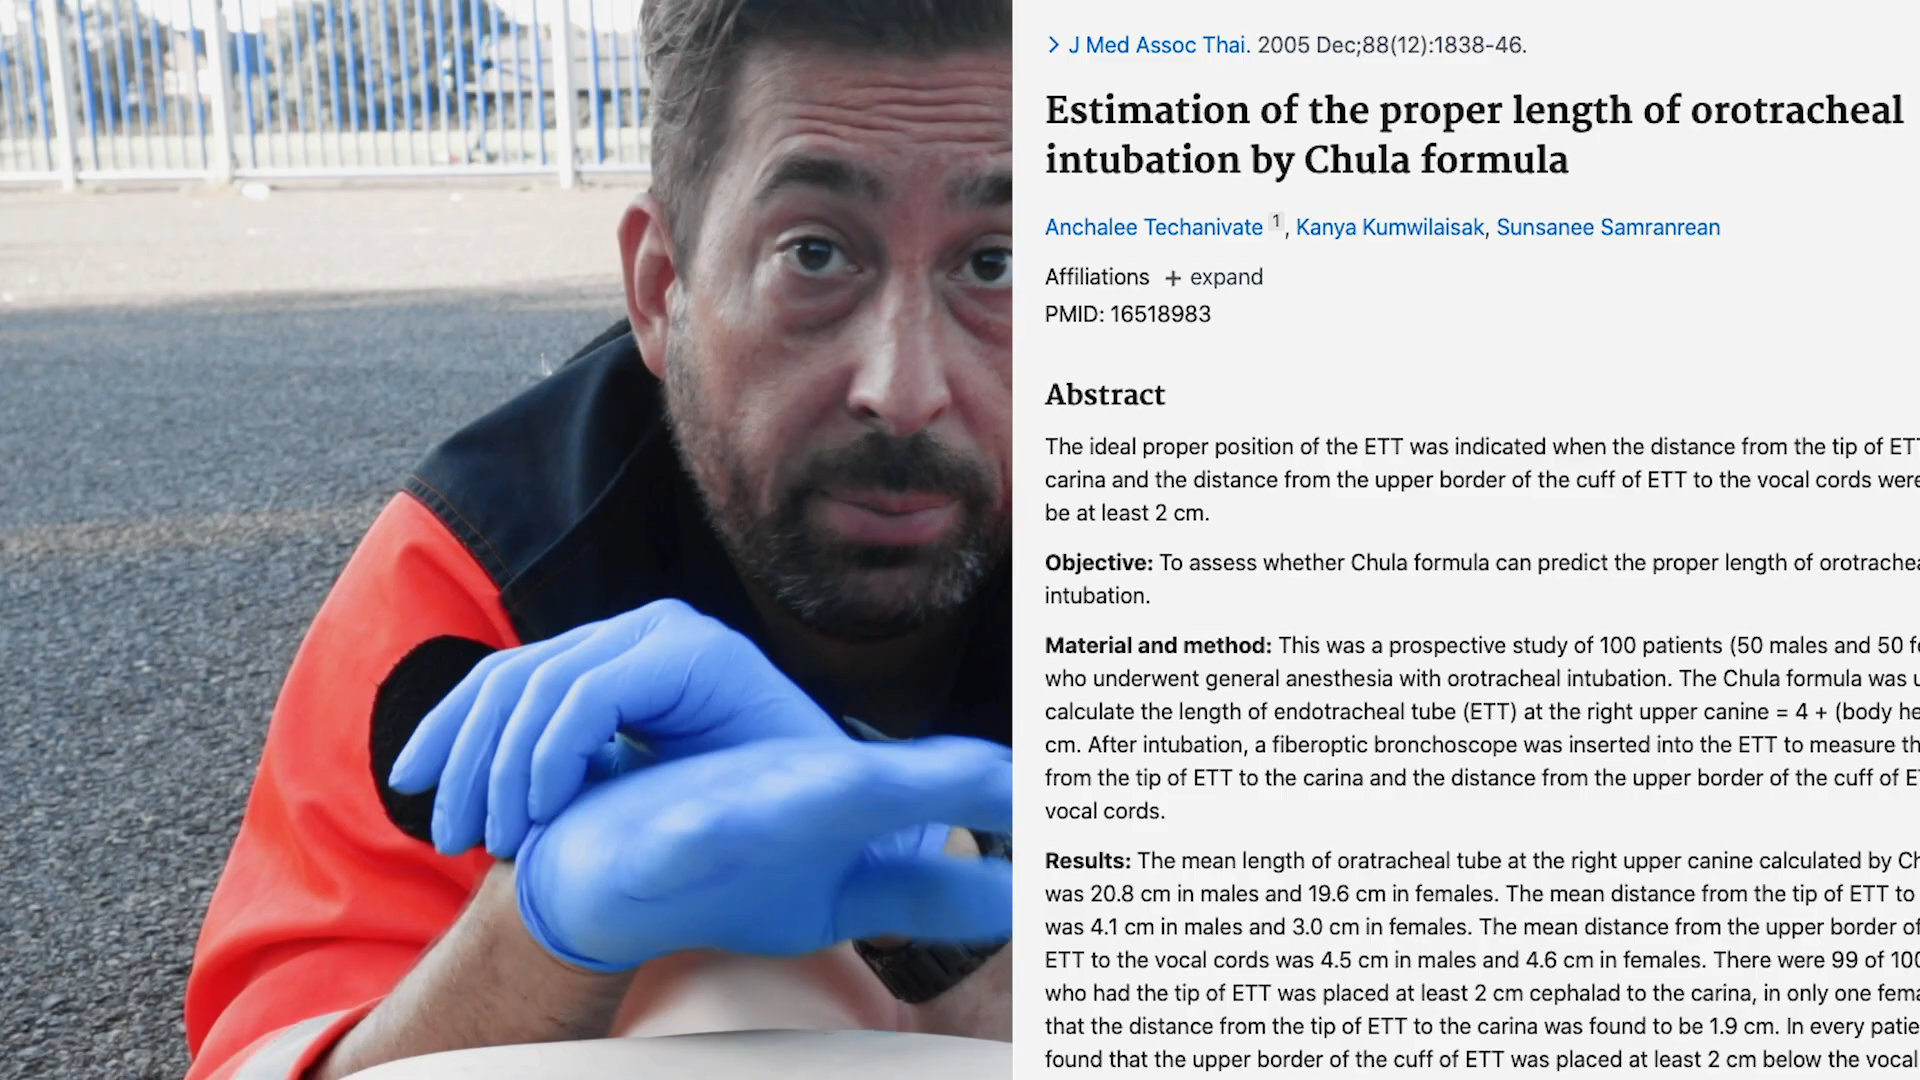 J Med Assoc Thai. 2005 Dec;88(12):1838-46.
Estimation of the proper length of orotracheal
intubation by Chula formula
Anchalee Techanivate 1, Kanya Kumwilaisak, Sunsanee Samranrean
Affiliations + expand
PMID: 16518983
Abstract
The ideal proper position of the ETT was indicated when the distance from the tip of
carina and the distance from the upper border of the cuff of ETT to the vocal cords were
be at least 2 cm.
Objective: To assess whether Chula formula can predict the proper length of
intubation.
Material and method: This was a prospective study of 100 patients (50 males and 50
who underwent general anesthesia with orotracheal intubation. The Chula formula was
calculate the length of endotracheal tube (ETT) at the right upper canine = 4 + (body
cm. After intubation, a fiberoptic bronchoscope was inserted into the ETT to measure
from the tip of ETT to the carina and the distance from the upper border of the cuff of
vocal cords.
Results: The mean length of oratracheal tube at the right upper canine calculated by
was 20.8 cm in males and 19.6 cm in females. The mean distance from the tip of ETT to
was 4.1 cm in males and 3.0 cm in females. The mean distance from the upper border of
ETT to the vocal cords was 4.5 cm in males and 4.6 cm in females. There were 99 of
who had the tip of ETT was placed at least 2 cm cephalad to the carina, in only one
that the distance from the tip of ETT to the carina was found to be 1.9 cm. In every
found that the upper border of the cuff of ETT was placed at least 2 cm below the vocal